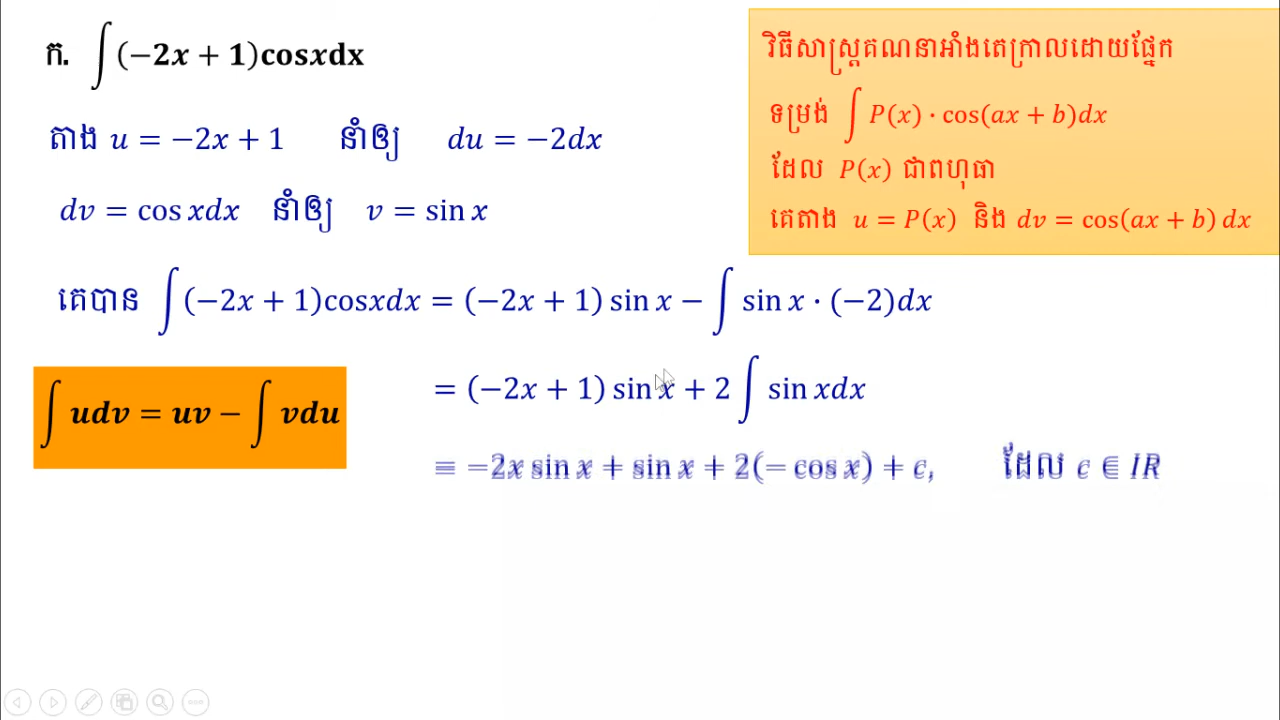 ក. ∫(−2x + 1)cosxdx
តាង u = −2x + 1 នាំឲ្យ du = −2dx
dv = cos xdx នាំឲ្យ v = sin x
វិធីសាស្ត្រគណនាអាំងតេក្រាលដោយផ្នែក
ទម្រង់ ∫ P(x) · cos(ax + b)dx
ដែល P(x) ជាពហុធា
គេតាង u = P(x) និង dv = cos(ax + b) dx
គេបាន ∫(−2x + 1)cosxdx = (−2x + 1) sin x − ∫ sin x · (−2)dx
= (−2x + 1) sin x + 2 ∫ sin xdx
= −2x sin x + sin x + 2(− cos x) + c, ដែល c ∈ IR
∫ udv = uv − ∫ vdu